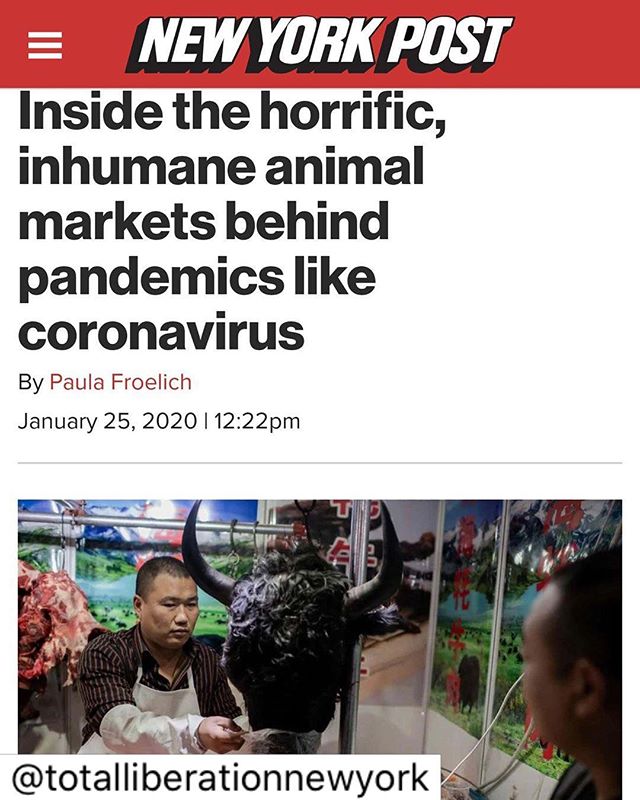 NEW YORK POST
Inside the horrific,
inhumane animal
markets behind
pandemics like
coronavirus
By Paula Froelich
January 25, 2020 | 12:22pm
@totalliberationnewyork